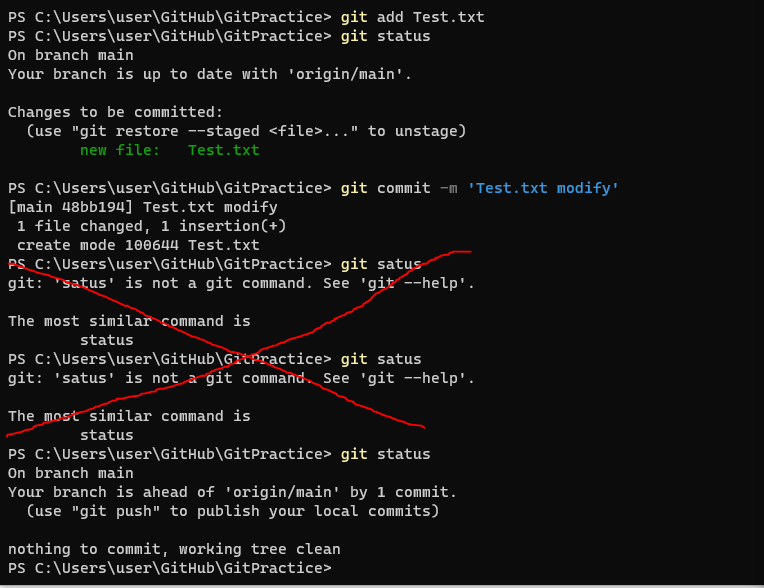 PS C:\Users\user\GitHub\GitPractice> git add Test.txt
PS C:\Users\user\GitHub\GitPractice> git status
On branch main
Your branch is up to date with 'origin/main'.
Changes to be committed:
  (use "git restore --staged <file>..." to unstage)
        new file:   Test.txt
PS C:\Users\user\GitHub\GitPractice> git commit -m 'Test.txt modify'
[main 48bb194] Test.txt modify
 1 file changed, 1 insertion(+)
 create mode 100644 Test.txt
PS C:\Users\user\GitHub\GitPractice> git satus
git: 'satus' is not a git command. See 'git --help'.
The most similar command is
        status
PS C:\Users\user\GitHub\GitPractice> git satus
git: 'satus' is not a git command. See 'git --help'.
The most similar command is
        status
PS C:\Users\user\GitHub\GitPractice> git status
On branch main
Your branch is ahead of 'origin/main' by 1 commit.
  (use "git push" to publish your local commits)
nothing to commit, working tree clean
PS C:\Users\user\GitHub\GitPractice>